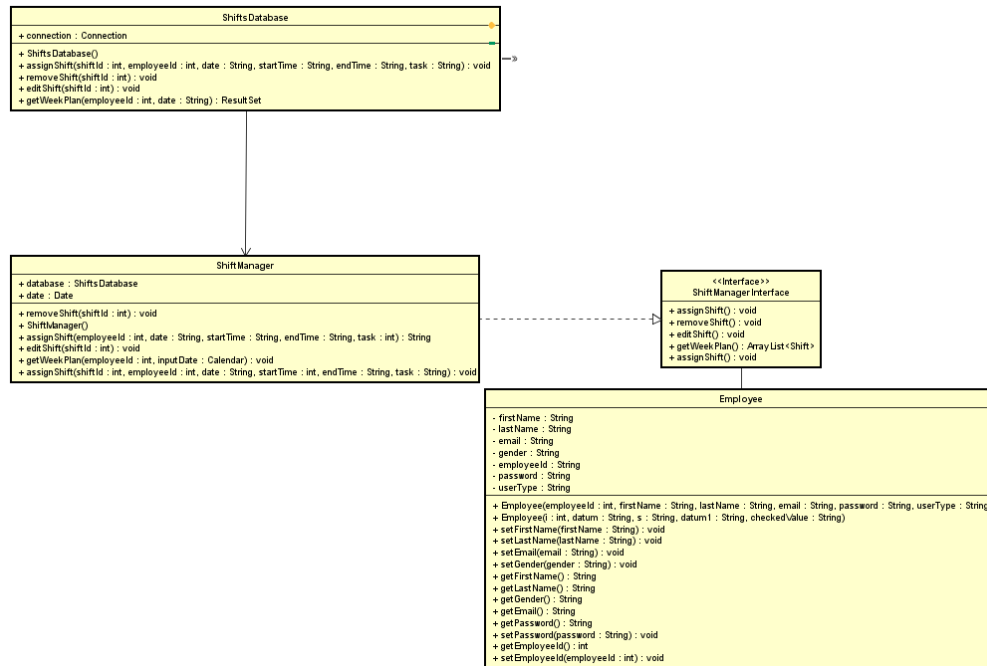 ShiftsDatabase
+ connection : Connection
+ ShiftsDatabase()
+ assignShift(shiftId : int, employeeId : int, date : String, startTime : String, endTime : String, task : String) : void
+ removeShift(shiftId : int) : void
+ editShift(shiftId : int) : void
+ getWeekPlan(employeeId : int, date : String) : ResultSet
ShiftManager
+ database : ShiftsDatabase
+ date : Date
+ removeShift(shiftId : int) : void
+ ShiftManager()
+ assignShift(employeeId : int, date : String, startTime : String, endTime : String, task : int) : String
+ editShift(shiftId : int) : void
+ getWeekPlan(employeeId : int, inputDate : Calendar) : void
+ assignShift(shiftId : int, employeeId : int, date : String, startTime : int, endTime : String, task : String) : void
<<Interface>>
ShiftManagerInterface
+ assignShift() : void
+ removeShift() : void
+ editShift() : void
+ getWeekPlan() : ArrayList<Shift>
+ assignShift() : void
Employee
- firstName : String
- lastName : String
- email : String
- gender : String
- employeeId : String
- password : String
- userType : String
+ Employee(employeeId : int, firstName : String, lastName : String, email : String, password : String, userType : String
+ Employee(i : int, datum : String, s : String, datum1 : String, checkedValue : String)
+ setFirstName(firstName : String) : void
+ setLastName(lastName : String) : void
+ setEmail(email : String) : void
+ setGender(gender : String) : void
+ getFirstName() : String
+ getLastName() : String
+ getGender() : String
+ getEmail() : String
+ getPassword() : String
+ setPassword(password : String) : void
+ getEmployeeId() : int
+ setEmployeeId(employeeId : int) : void